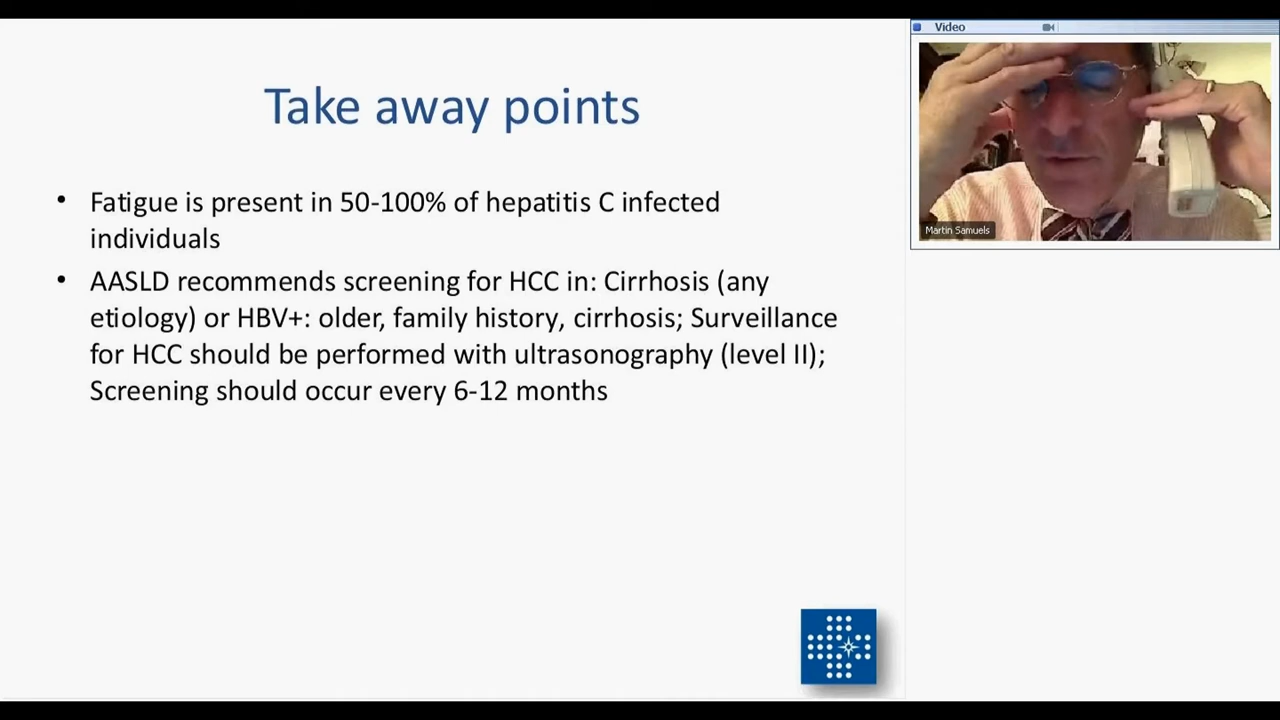 Take away points
• Fatigue is present in 50-100% of hepatitis C infected
individuals
• AASLD recommends screening for HCC in: Cirrhosis (any
etiology) or HBV+: older, family history, cirrhosis; Surveillance
for HCC should be performed with ultrasonography (level II);
Screening should occur every 6-12 months
Video
Martin Samuels